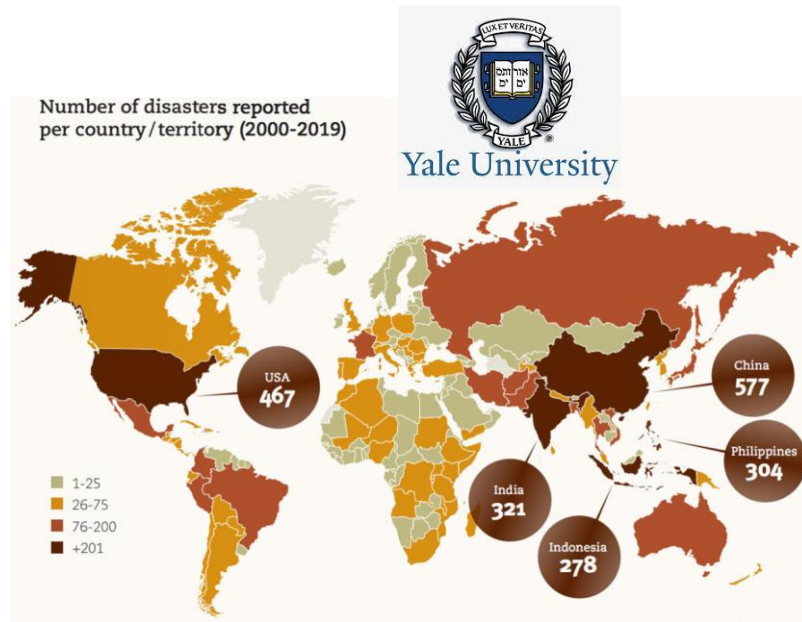 LUX ET VERITAS
אורים
ותמים
YALE
®
Yale University
Number of disasters reported
per country/territory (2000-2019)
USA
467
China
577
Philippines
304
India
321
Indonesia
278
1-25
26-75
76-200
+201